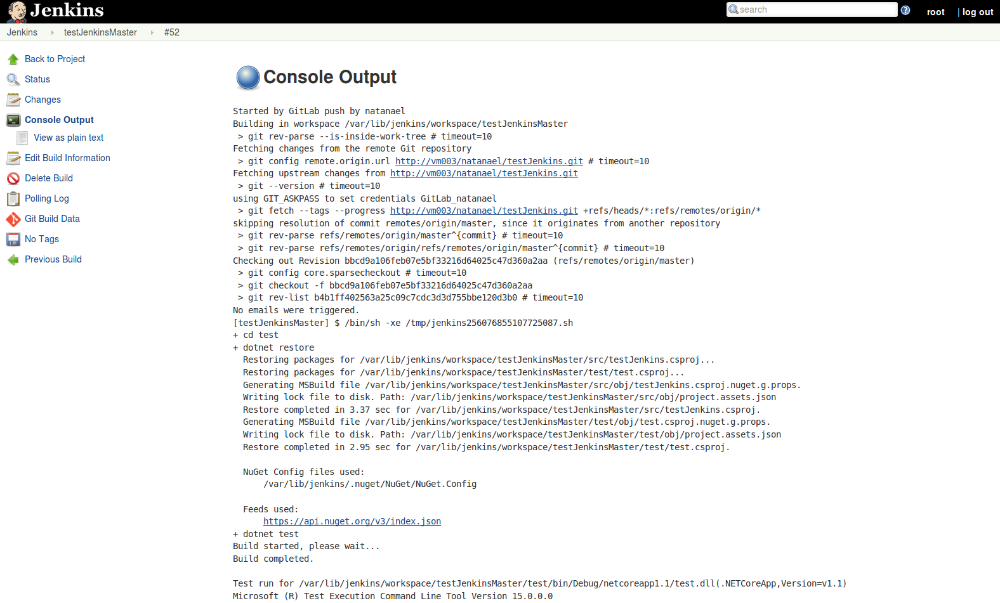 Jenkins
search
root
| log out
Jenkins
testJenkinsMaster
#52
Back to Project
Status
Changes
Console Output
View as plain text
Edit Build Information
Delete Build
Polling Log
Git Build Data
No Tags
Previous Build
Console Output
Started by GitLab push by natanael
Building in workspace /var/lib/jenkins/workspace/testJenkinsMaster
 > git rev-parse --is-inside-work-tree # timeout=10
Fetching changes from the remote Git repository
 > git config remote.origin.url http://vm003/natanael/testJenkins.git # timeout=10
Fetching upstream changes from http://vm003/natanael/testJenkins.git
 > git --version # timeout=10
using GIT_ASKPASS to set credentials GitLab_natanael
 > git fetch --tags --progress http://vm003/natanael/testJenkins.git +refs/heads/*:refs/remotes/origin/*
skipping resolution of commit remotes/origin/master, since it originates from another repository
 > git rev-parse refs/remotes/origin/master^{commit} # timeout=10
 > git rev-parse refs/remotes/origin/refs/remotes/origin/master^{commit} # timeout=10
Checking out Revision bbcd9a106feb07e5bf33216d64025c47d360a2aa (refs/remotes/origin/master)
 > git config core.sparsecheckout # timeout=10
 > git checkout -f bbcd9a106feb07e5bf33216d64025c47d360a2aa
 > git rev-list b4b1ff402563a25c09c7cdc3d3d755bbe120d3b0 # timeout=10
No emails were triggered.
[testJenkinsMaster] $ /bin/sh -xe /tmp/jenkins256076855107725087.sh
+ cd test
+ dotnet restore
  Restoring packages for /var/lib/jenkins/workspace/testJenkinsMaster/src/testJenkins.csproj...
  Restoring packages for /var/lib/jenkins/workspace/testJenkinsMaster/test/test.csproj...
  Generating MSBuild file /var/lib/jenkins/workspace/testJenkinsMaster/src/obj/testJenkins.csproj.nuget.g.props.
  Writing lock file to disk. Path: /var/lib/jenkins/workspace/testJenkinsMaster/src/obj/project.assets.json
  Restore completed in 3.37 sec for /var/lib/jenkins/workspace/testJenkinsMaster/src/testJenkins.csproj.
  Generating MSBuild file /var/lib/jenkins/workspace/testJenkinsMaster/test/obj/test.csproj.nuget.g.props.
  Writing lock file to disk. Path: /var/lib/jenkins/workspace/testJenkinsMaster/test/obj/project.assets.json
  Restore completed in 2.95 sec for /var/lib/jenkins/workspace/testJenkinsMaster/test/test.csproj.
  NuGet Config files used:
      /var/lib/jenkins/.nuget/NuGet/NuGet.Config
  Feeds used:
      https://api.nuget.org/v3/index.json
+ dotnet test
Build started, please wait...
Build completed.
Test run for /var/lib/jenkins/workspace/testJenkinsMaster/test/bin/Debug/netcoreapp1.1/test.dll(.NETCoreApp,Version=v1.1)
Microsoft (R) Test Execution Command Line Tool Version 15.0.0.0